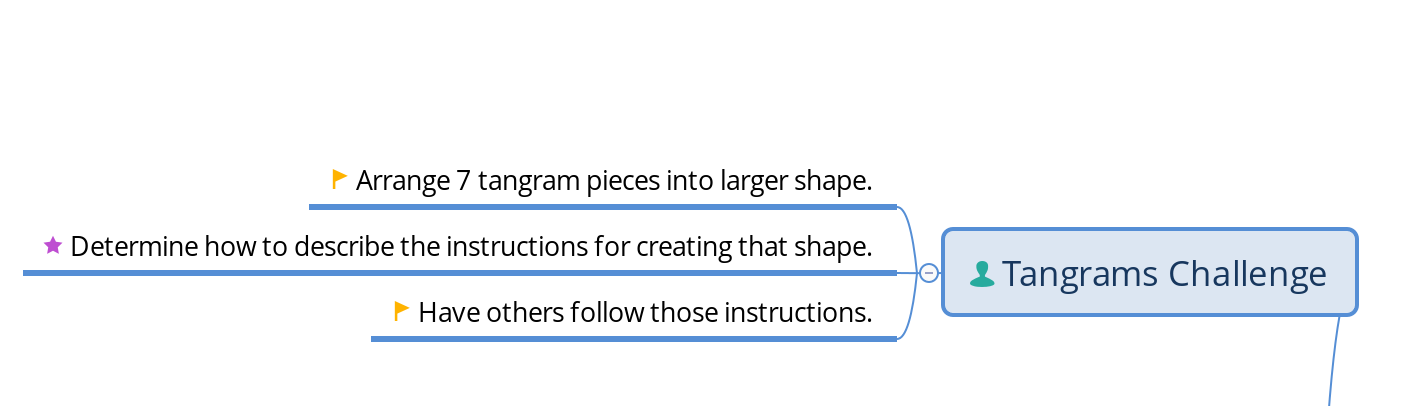 Arrange 7 tangram pieces into larger shape.
Determine how to describe the instructions for creating that shape.
Have others follow those instructions.
Tangrams Challenge